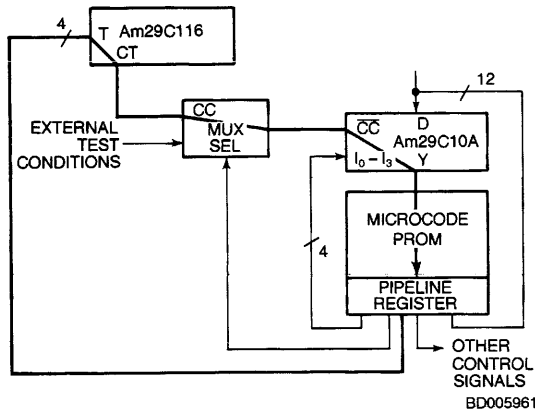 4
T Am29C116
CT
12
CC
MUX
SEL
EXTERNAL
TEST
CONDITIONS
D
C̅C̅ Am29C10A
I₀ – I₃ Y
4
MICROCODE
PROM
PIPELINE
REGISTER
OTHER
CONTROL
SIGNALS
BD005961